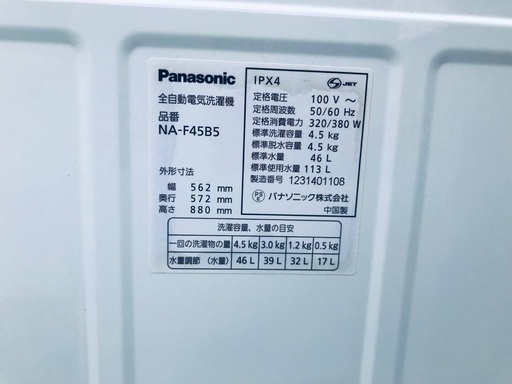 Panasonic
全自動電気洗濯機
品番
NA-F45B5
外形寸法
幅 562 mm
奥行 572 mm
高さ 880 mm
IPX4
S JET
定格電圧 100 V ～
定格周波数 50/60 Hz
定格消費電力 320/380 W
標準洗濯容量 4.5 kg
標準脱水容量 4.5 kg
標準水量 46 L
標準使用水量 113 L
製造番号 1231401108
PS E パナソニック株式会社
中国製
洗濯容量、水量の目安
一回の洗濯物の量 4.5 kg 3.0 kg 1.2 kg 0.5 kg
水量調節 (水量) 46 L 39 L 32 L 17 L